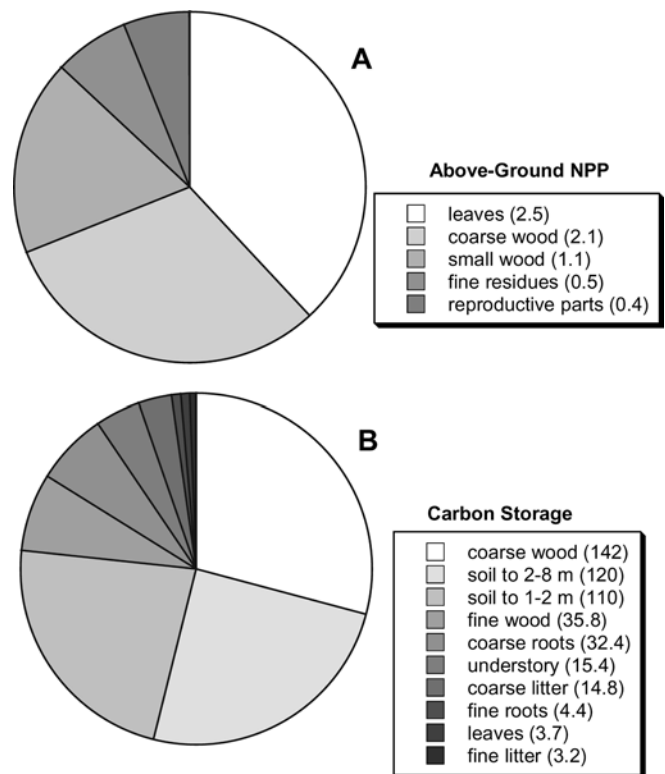 A
Above-Ground NPP
leaves (2.5)
coarse wood (2.1)
small wood (1.1)
fine residues (0.5)
reproductive parts (0.4)
B
Carbon Storage
coarse wood (142)
soil to 2-8 m (120)
soil to 1-2 m (110)
fine wood (35.8)
coarse roots (32.4)
understory (15.4)
coarse litter (14.8)
fine roots (4.4)
leaves (3.7)
fine litter (3.2)